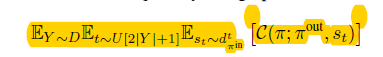 𝔼_{Y∼D}𝔼_{t∼U[2|Y|+1]}𝔼_{s_t∼d^t_{π^{in}}} [𝒞(π; π^{out}, s_t)]